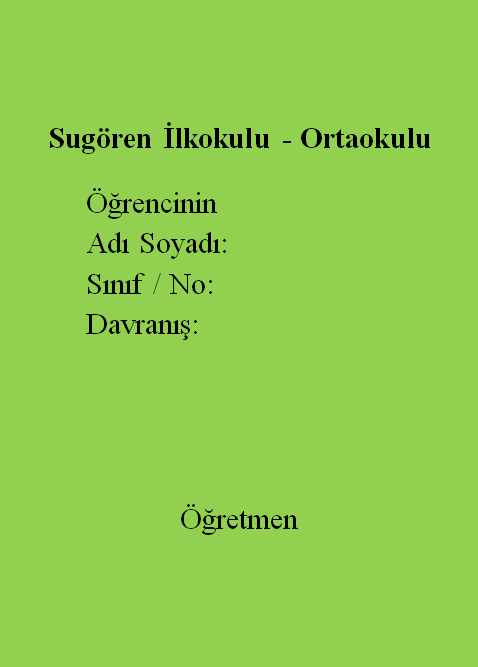 Sugören İlkokulu - Ortaokulu
Öğrencinin
Adı Soyadı:
Sınıf / No:
Davranış:
Öğretmen